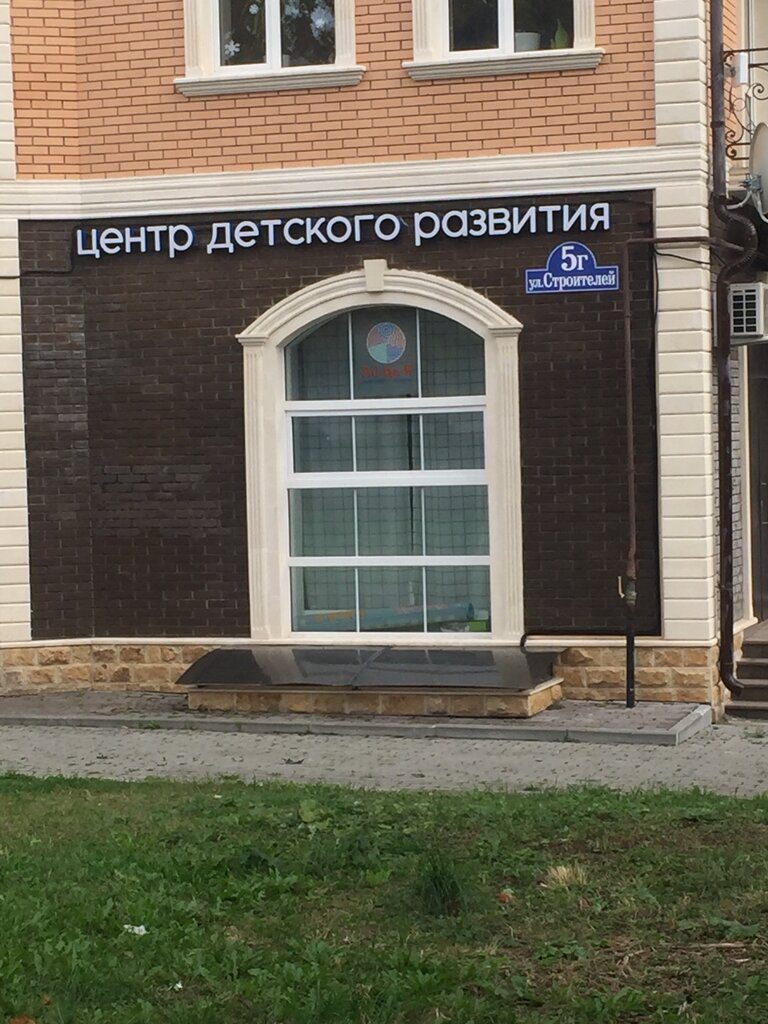 центр детского развития
5г
ул.Строителей